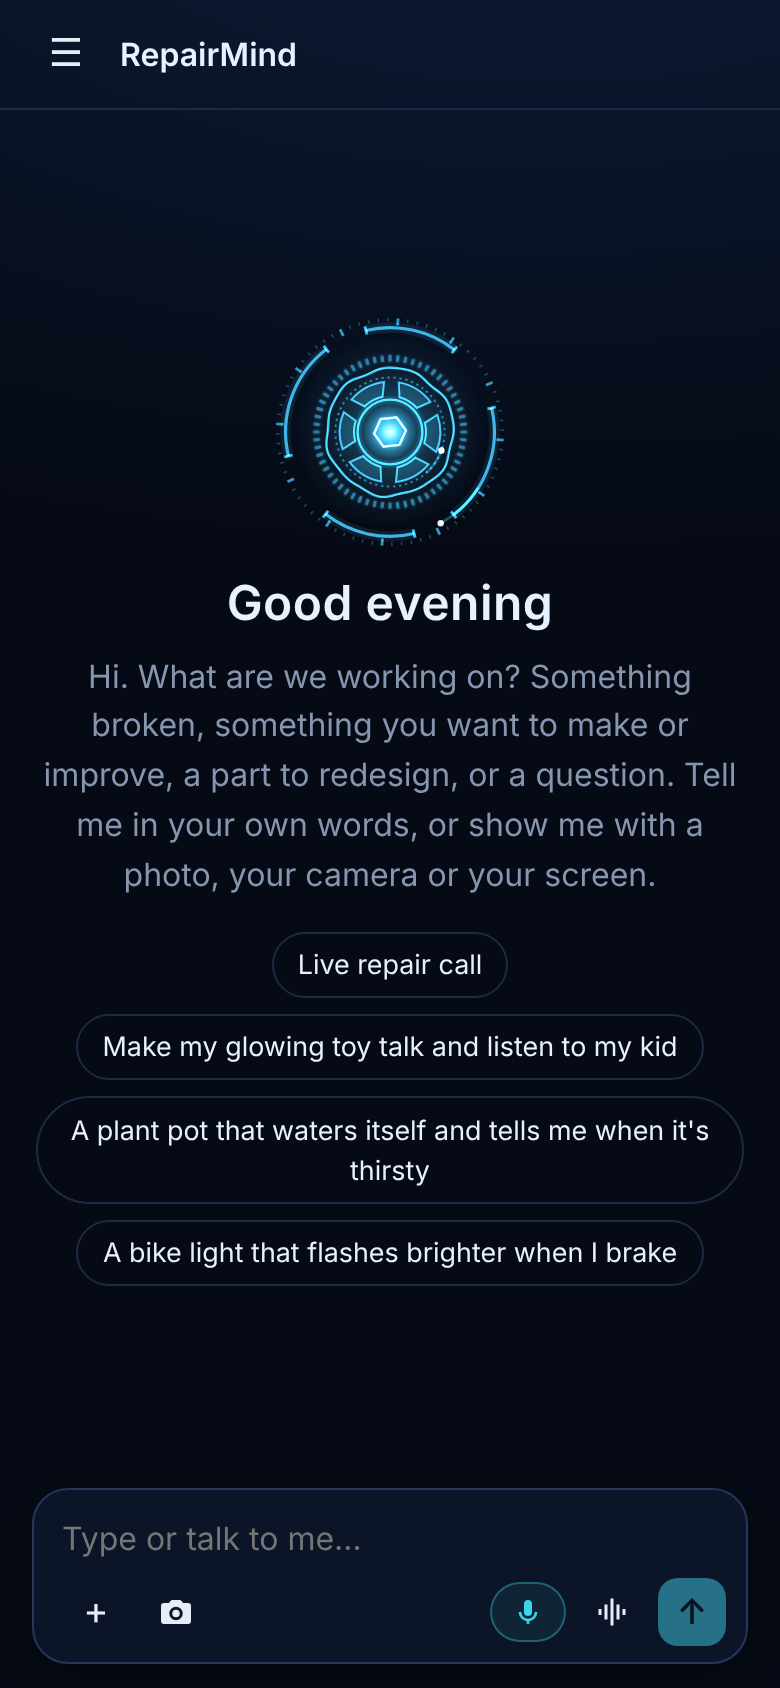 RepairMind
Good evening
Hi. What are we working on? Something
broken, something you want to make or
improve, a part to redesign, or a question. Tell
me in your own words, or show me with a
photo, your camera or your screen.
Live repair call
Make my glowing toy talk and listen to my kid
A plant pot that waters itself and tells me when it's
thirsty
A bike light that flashes brighter when I brake
Type or talk to me...